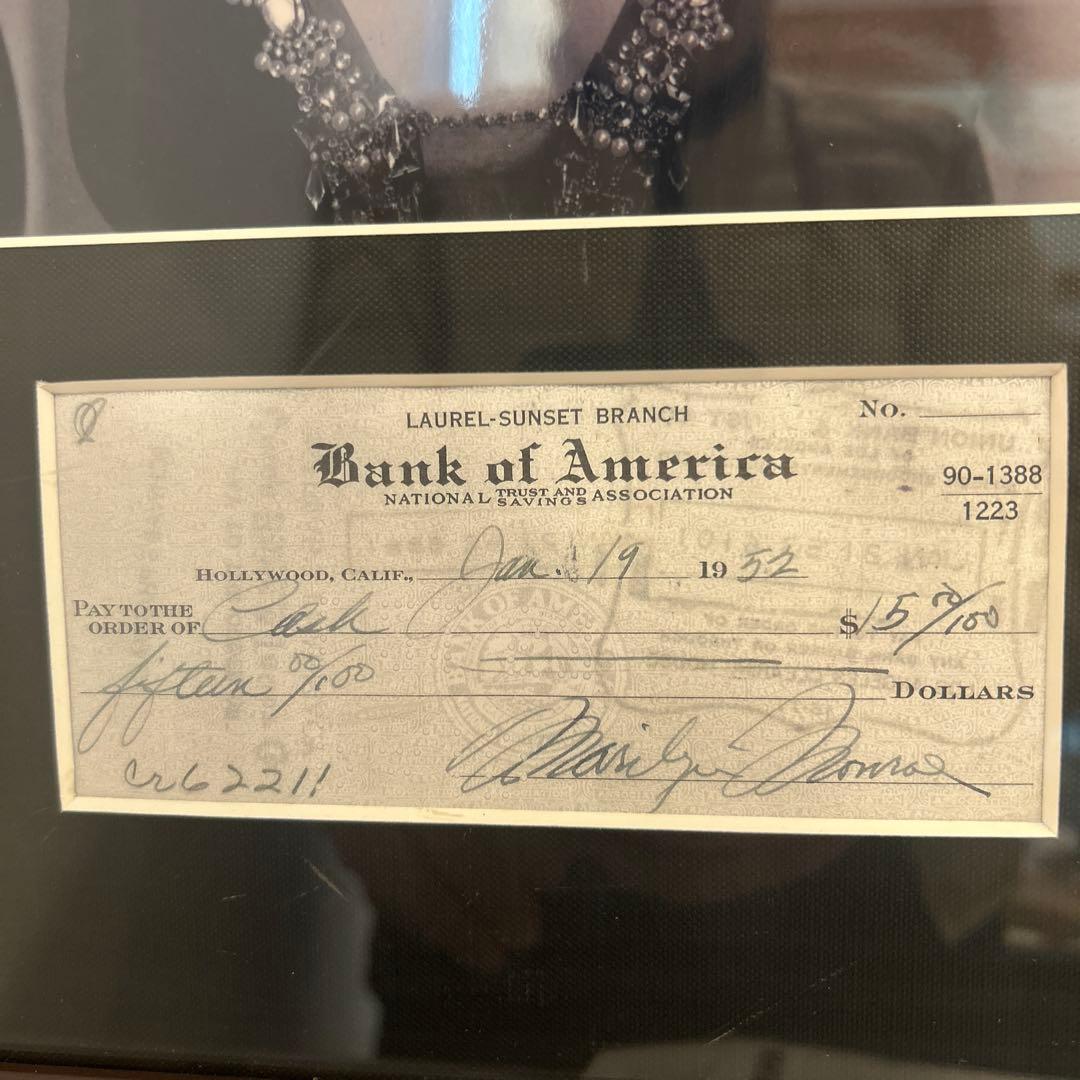 LAUREL-SUNSET BRANCH
No.
Bank of America
NATIONAL TRUST AND SAVINGS ASSOCIATION
90-1388
1223
HOLLYWOOD, CALIF., Jan. 19 1952
PAY TO THE ORDER OF Cash $15 00/100
fifteen 00/100 DOLLARS
Marilyn Monroe
Cr62211